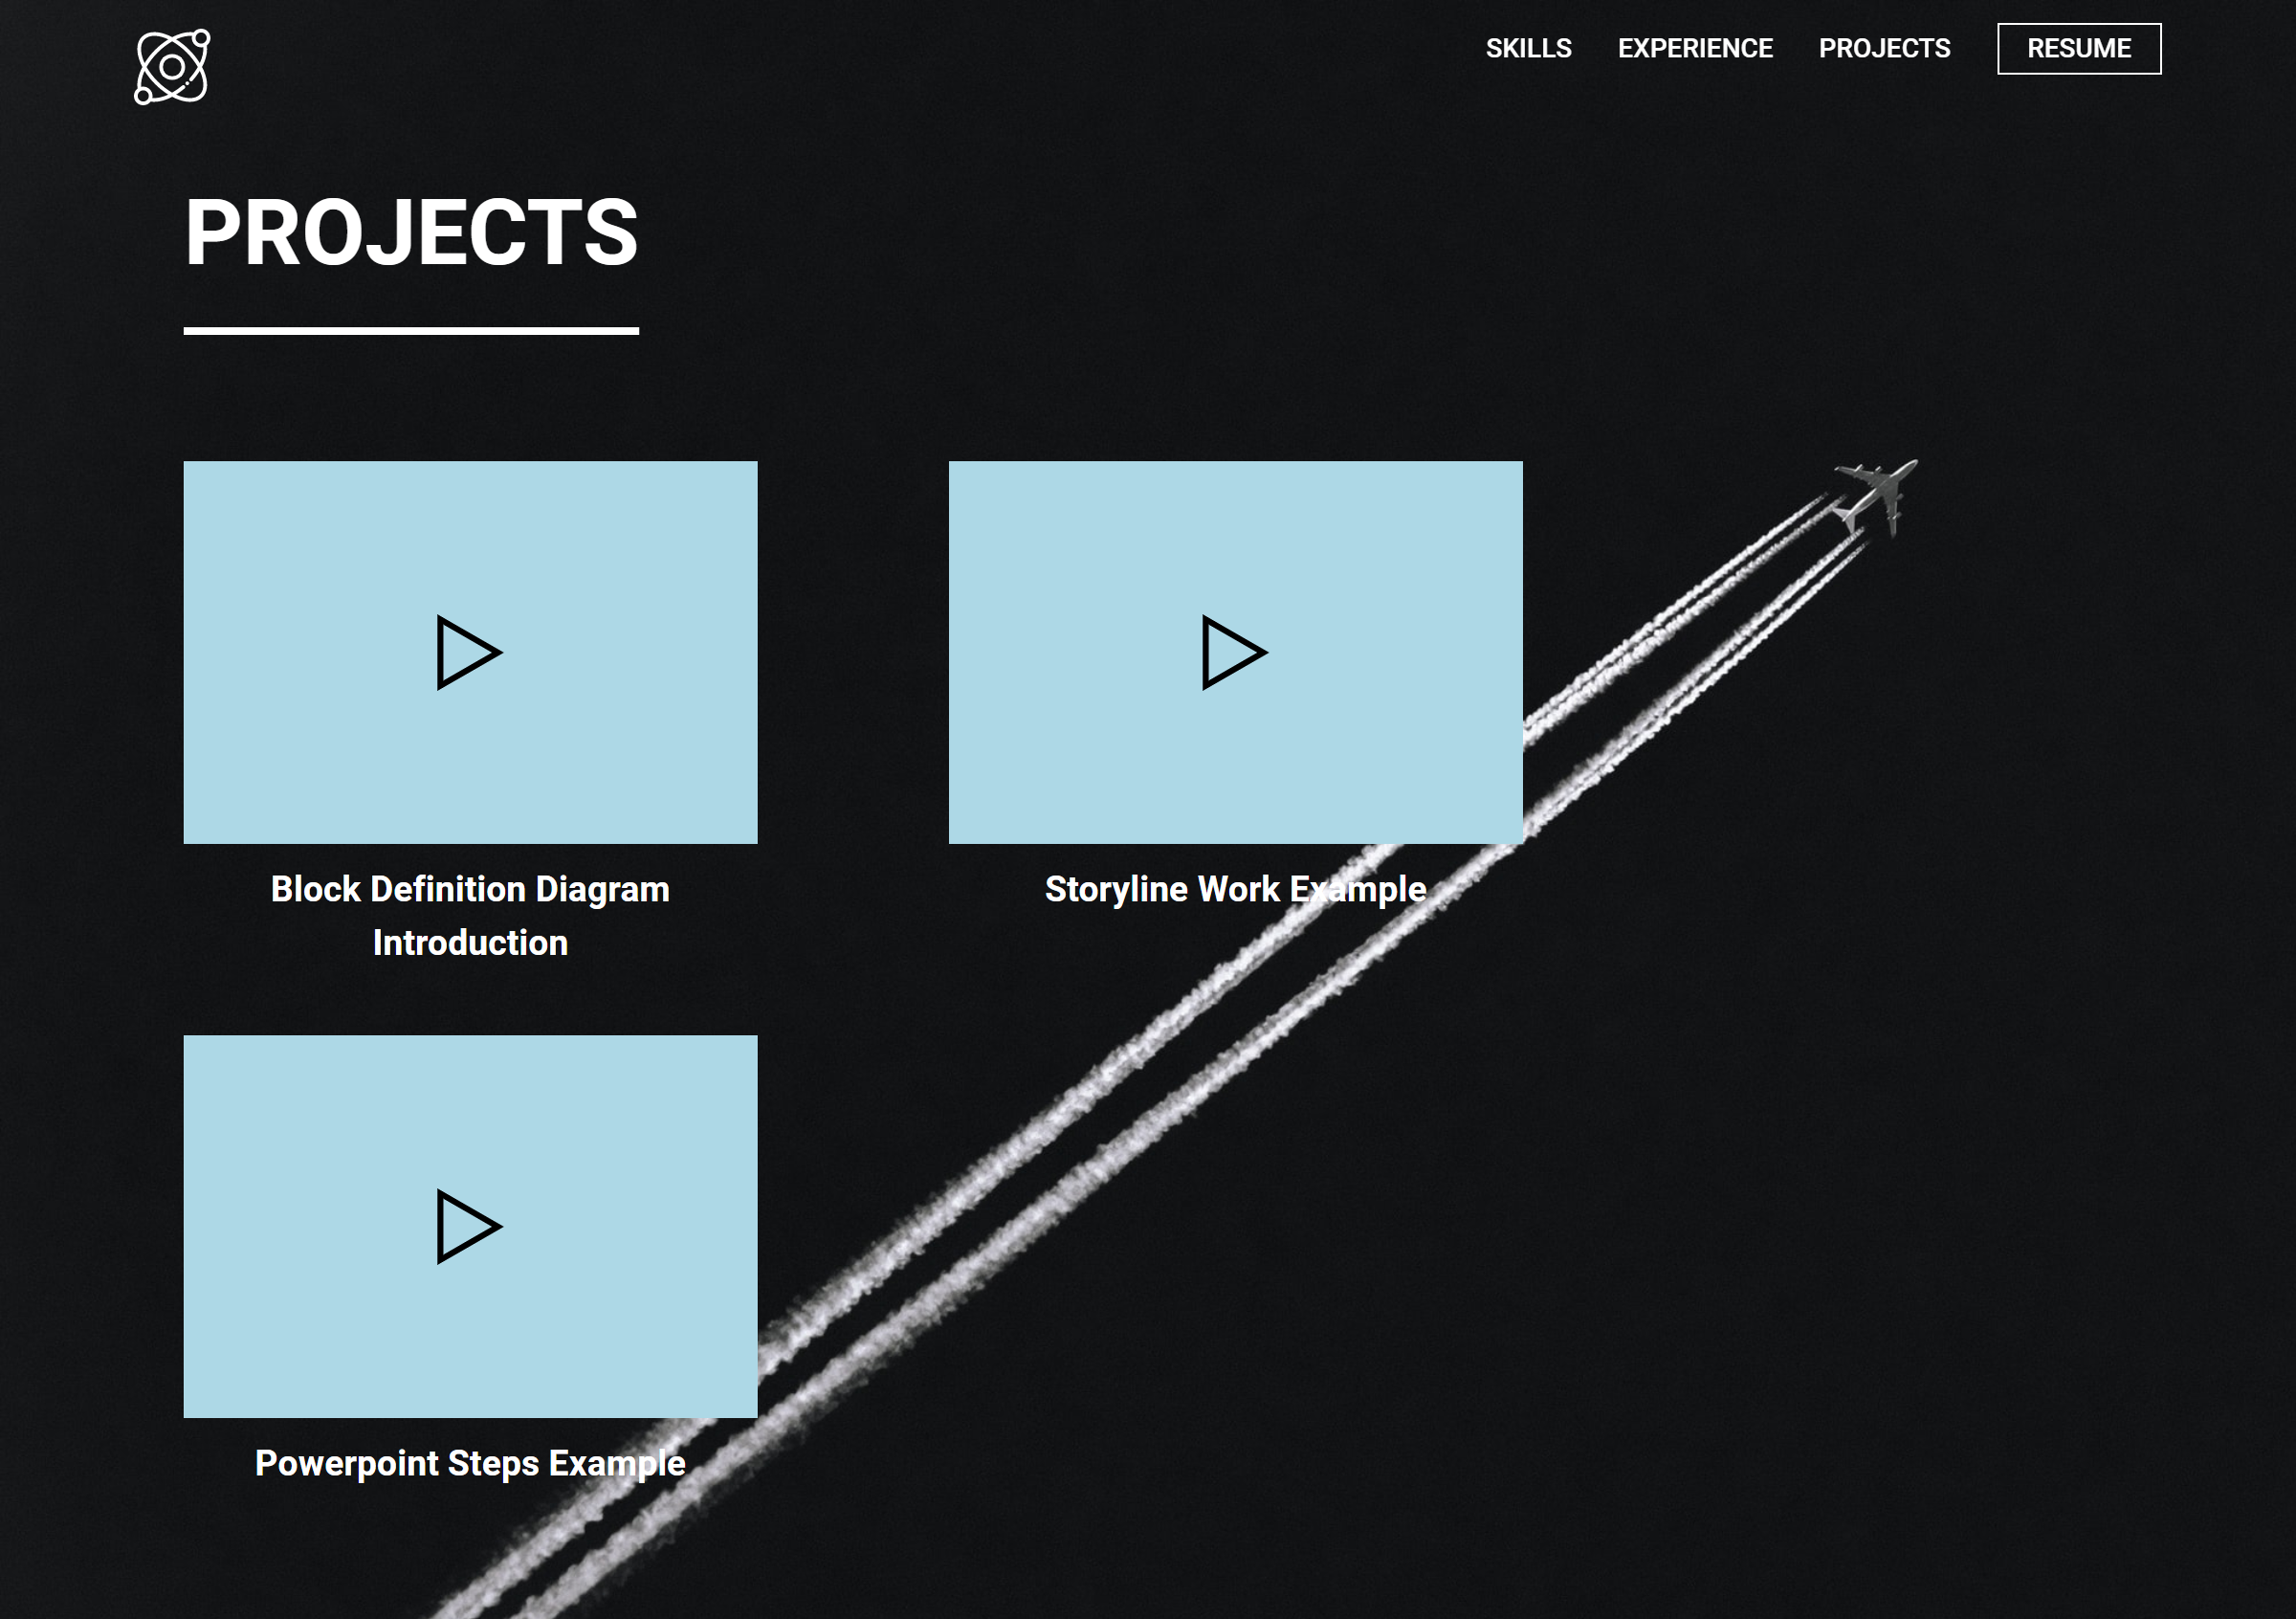 SKILLS EXPERIENCE PROJECTS RESUME
PROJECTS
Block Definition Diagram
Introduction
Storyline Work Example
Powerpoint Steps Example